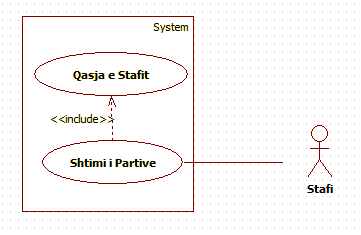 System
Qasja e Stafit
<<include>>
Shtimi i Partive
Stafi